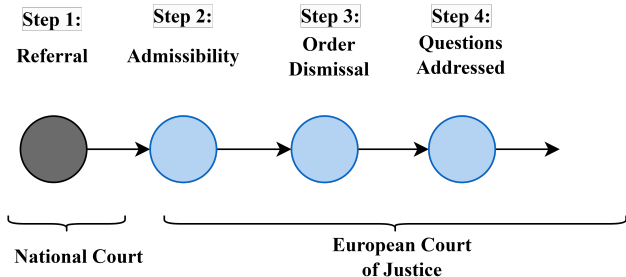 Step 1:
Referral
Step 2:
Admissibility
Step 3:
Order
Dismissal
Step 4:
Questions
Addressed
National Court
European Court
of Justice